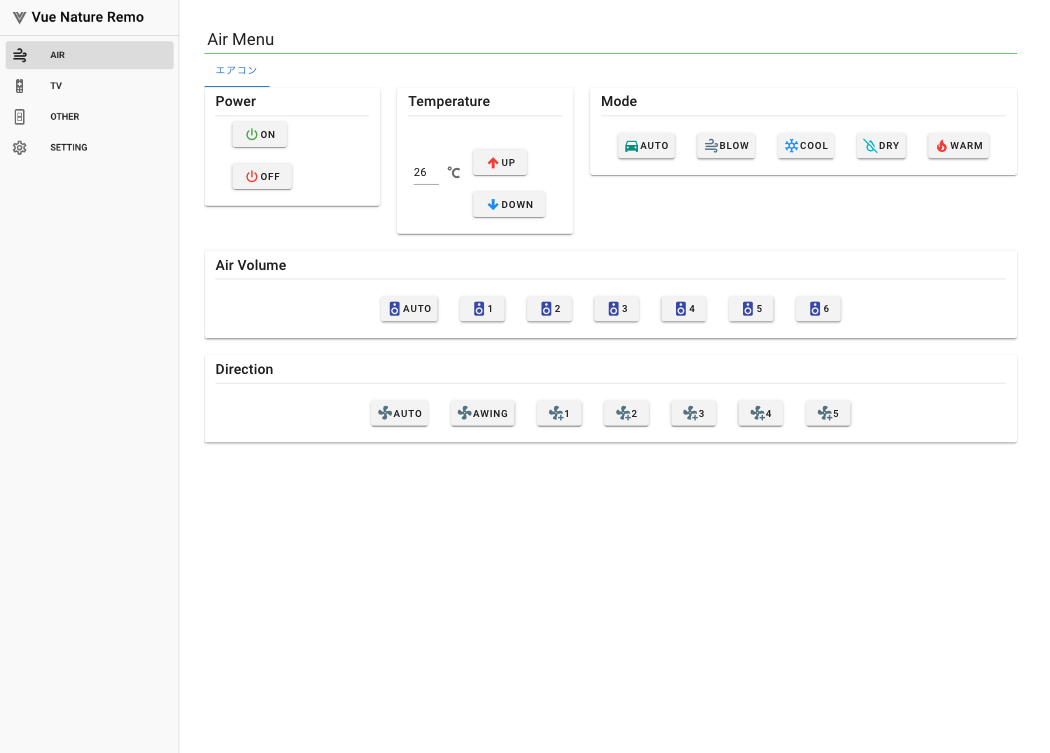 Vue Nature Remo
AIR
TV
OTHER
SETTING
Air Menu
エアコン
Power
ON
OFF
Temperature
26 ℃
UP
DOWN
Mode
AUTO BLOW COOL DRY WARM
Air Volume
AUTO 1 2 3 4 5 6
Direction
AUTO AWING 1 2 3 4 5